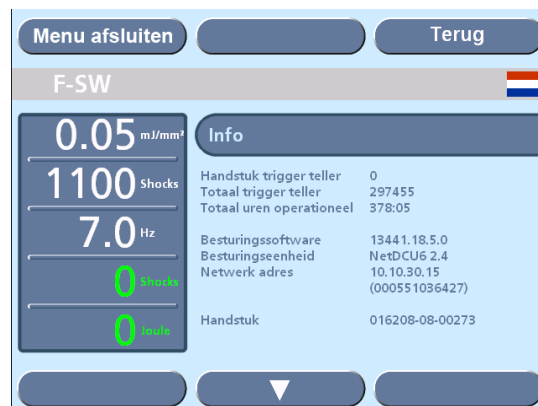 Menu afsluiten
Terug
F-SW
0.05 mJ/mm²
1100 Shocks
7.0 Hz
0 Shocks
0 Joule
Info
Handstuk trigger teller 0
Totaal trigger teller 297455
Totaal uren operationeel 378:05
Besturingssoftware 13441.18.5.0
Besturingseenheid NetDCU6 2.4
Netwerk adres 10.10.30.15
(000551036427)
Handstuk 016208-08-00273